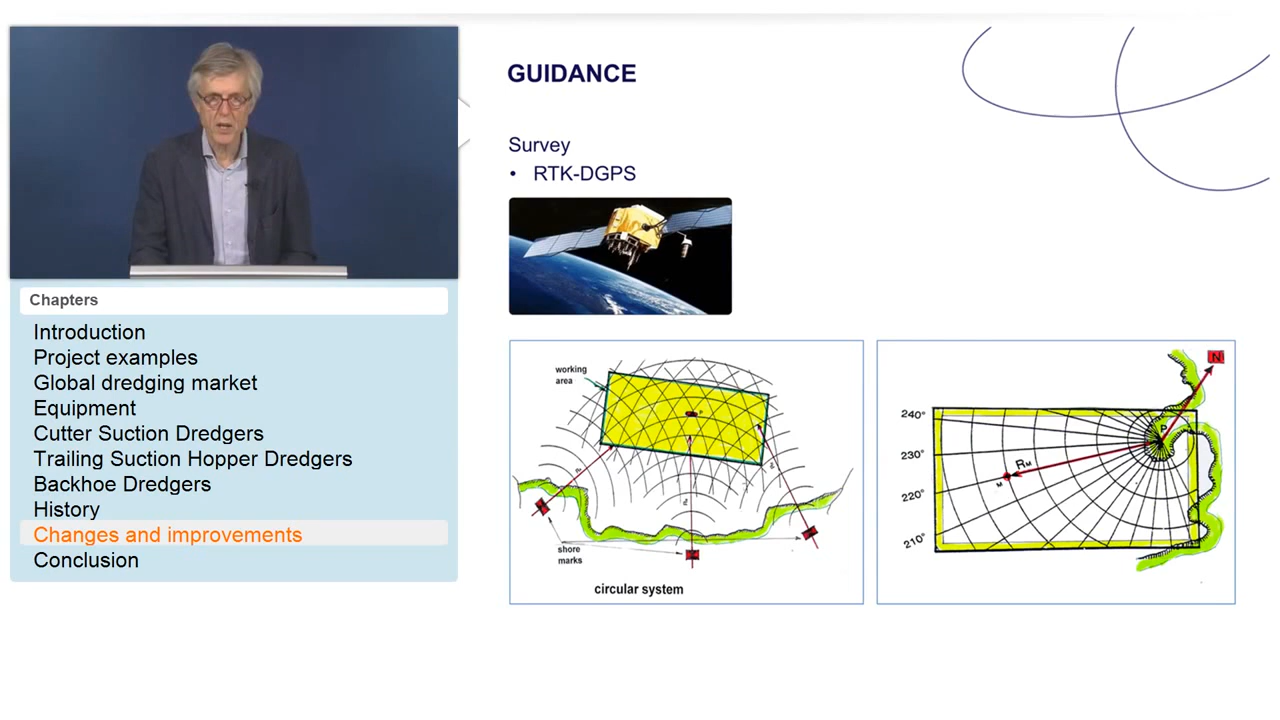 GUIDANCE
Survey
• RTK-DGPS
Chapters
Introduction
Project examples
Global dredging market
Equipment
Cutter Suction Dredgers
Trailing Suction Hopper Dredgers
Backhoe Dredgers
History
Changes and improvements
Conclusion
working
area
shore
marks
circular system
N
240°
230°
220°
210°
P
RM
M